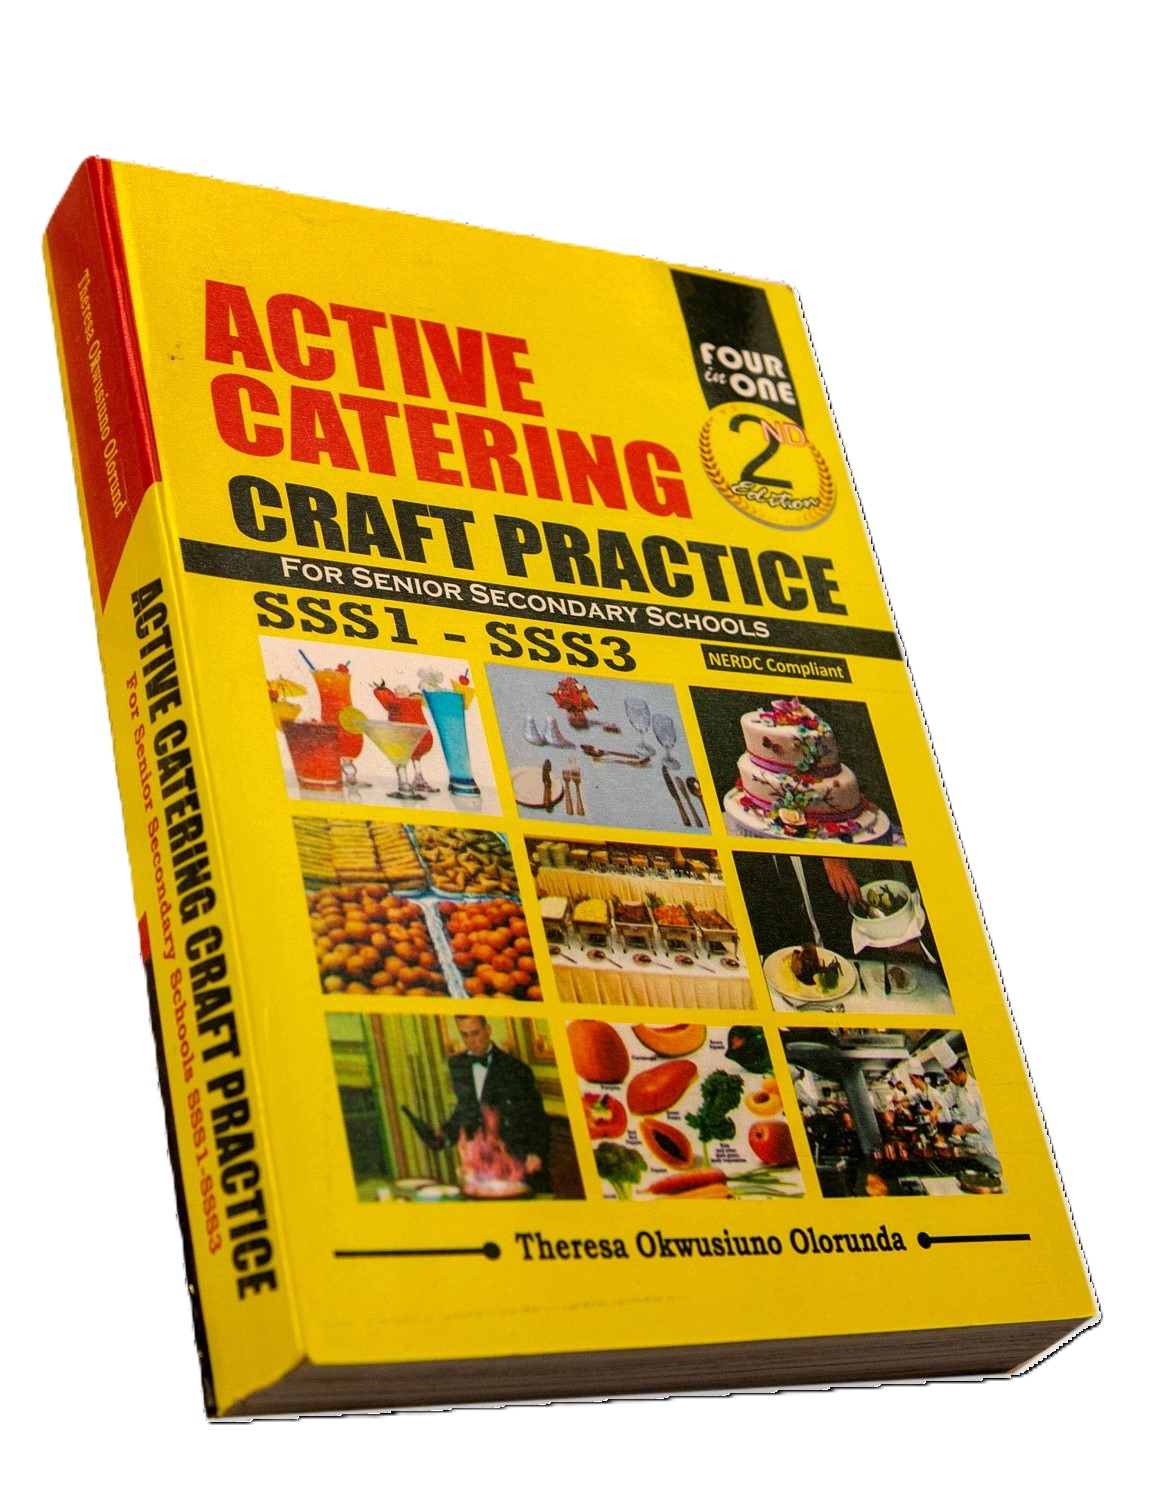 ACTIVE
CATERING
CRAFT PRACTICE
FOR SENIOR SECONDARY SCHOOLS
SSS1 - SSS3
NERDC Compliant
FOUR
in ONE
2ND
Edition
Theresa Okwusiuno Olorunda
Theresa Okwusiuno Olorund
ACTIVE CATERING CRAFT PRACTICE
For Senior Secondary Schools SSS1-SSS3